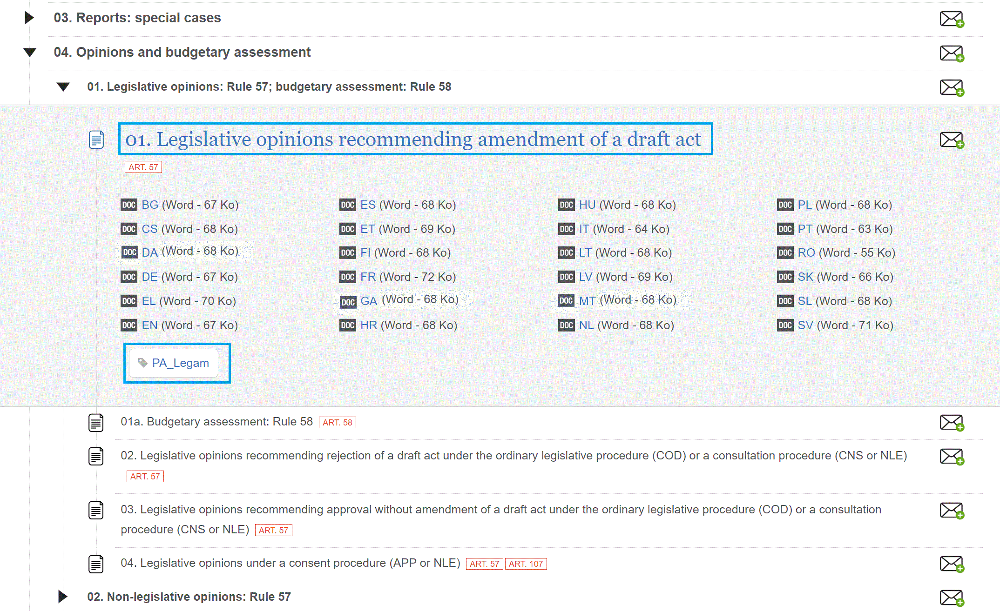 03. Reports: special cases
04. Opinions and budgetary assessment
01. Legislative opinions: Rule 57; budgetary assessment: Rule 58
01. Legislative opinions recommending amendment of a draft act
ART. 57
DOC BG (Word - 67 Ko) DOC ES (Word - 68 Ko) DOC HU (Word - 68 Ko) DOC PL (Word - 68 Ko)
DOC CS (Word - 68 Ko) DOC ET (Word - 69 Ko) DOC IT (Word - 64 Ko) DOC PT (Word - 63 Ko)
DOC DA (Word - 68 Ko) DOC FI (Word - 68 Ko) DOC LT (Word - 68 Ko) DOC RO (Word - 55 Ko)
DOC DE (Word - 67 Ko) DOC FR (Word - 72 Ko) DOC LV (Word - 69 Ko) DOC SK (Word - 66 Ko)
DOC EL (Word - 70 Ko) DOC GA (Word - 68 Ko) DOC MT (Word - 68 Ko) DOC SL (Word - 68 Ko)
DOC EN (Word - 67 Ko) DOC HR (Word - 68 Ko) DOC NL (Word - 68 Ko) DOC SV (Word - 71 Ko)
PA_Legam
01a. Budgetary assessment: Rule 58 ART. 58
02. Legislative opinions recommending rejection of a draft act under the ordinary legislative procedure (COD) or a consultation procedure (CNS or NLE)
ART. 57
03. Legislative opinions recommending approval without amendment of a draft act under the ordinary legislative procedure (COD) or a consultation
procedure (CNS or NLE) ART. 57
04. Legislative opinions under a consent procedure (APP or NLE) ART. 57 ART. 107
02. Non-legislative opinions: Rule 57